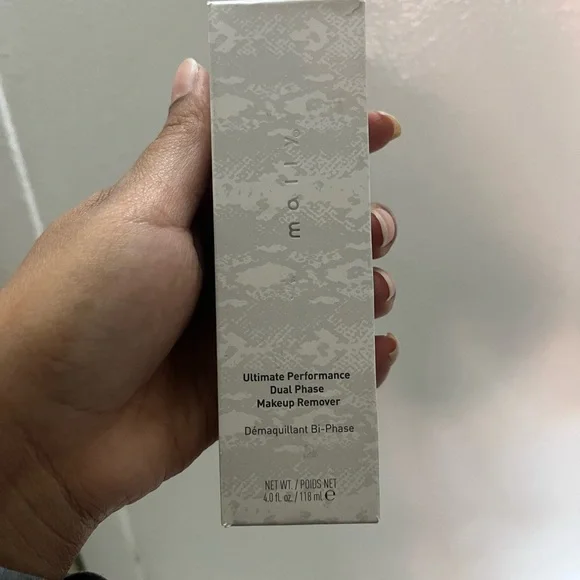 mally
Ultimate Performance
Dual Phase
Makeup Remover
Démaquillant Bi-Phase
NET WT. / POIDS NET
4.0 fl. oz. / 118 ml ℮